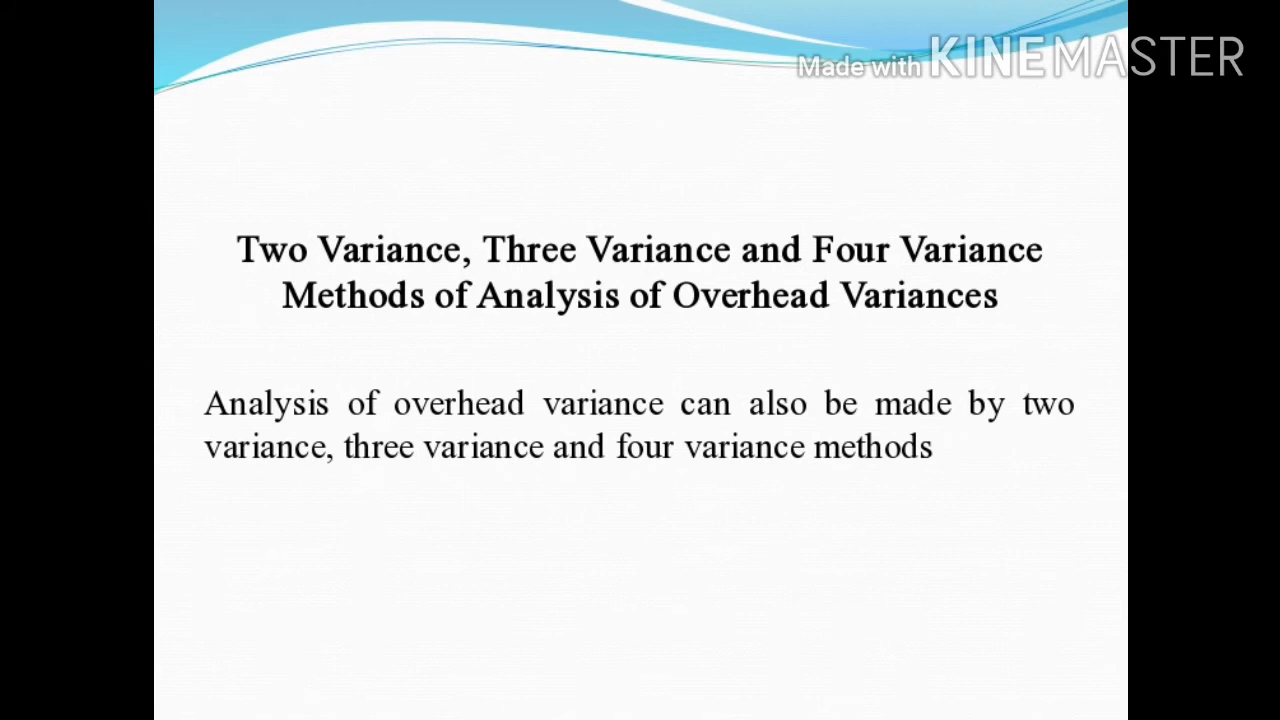 Made with KINEMASTER
Two Variance, Three Variance and Four Variance
Methods of Analysis of Overhead Variances
Analysis of overhead variance can also be made by two
variance, three variance and four variance methods